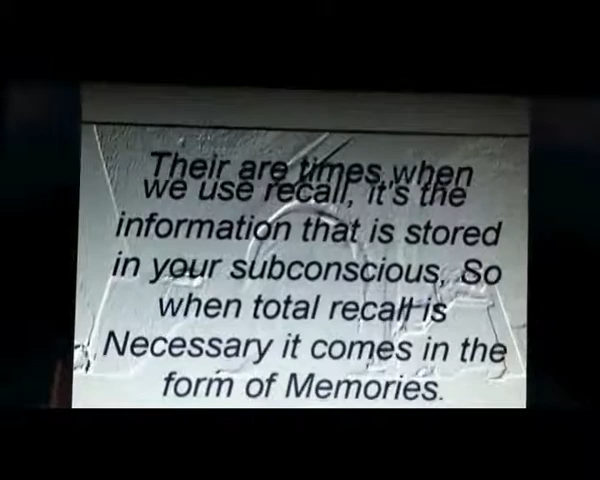 Their are times when
we use recall, it's the
information that is stored
in your subconscious, So
when total recall is
Necessary it comes in the
form of Memories.